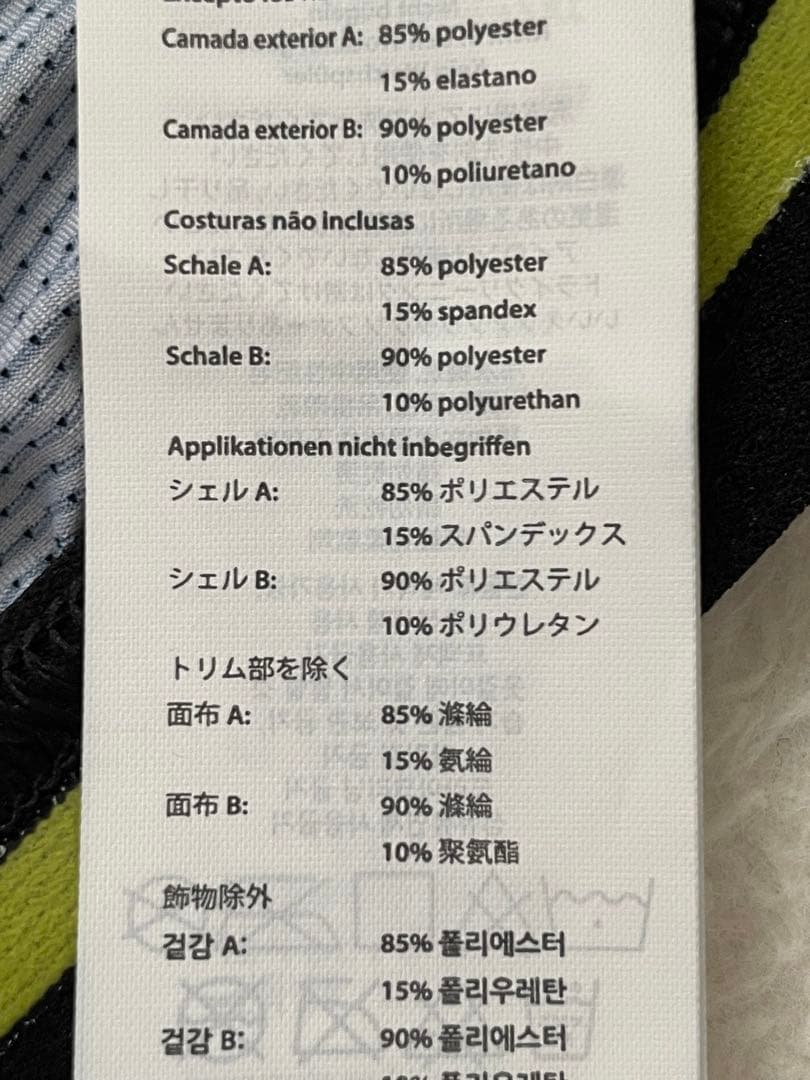 Camada exterior A: 85% polyester
15% elastano
Camada exterior B: 90% polyester
10% poliuretano
Costuras não inclusas
Schale A: 85% polyester
15% spandex
Schale B: 90% polyester
10% polyurethan
Applikationen nicht inbegriffen
シェル A: 85% ポリエステル
15% スパンデックス
シェル B: 90% ポリエステル
10% ポリウレタン
トリム部を除く
面布 A: 85% 滌綸
15% 氨綸
面布 B: 90% 滌綸
10% 聚氨酯
飾物除外
겉감 A: 85% 폴리에스터
15% 폴리우레탄
겉감 B: 90% 폴리에스터